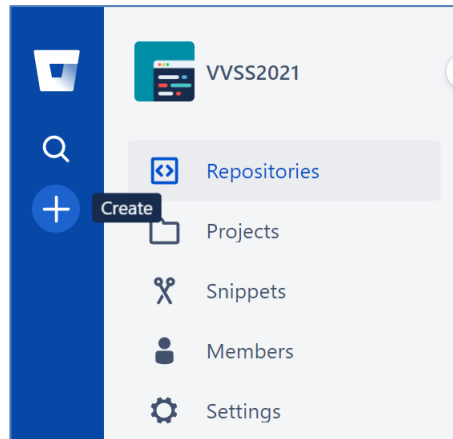 VVSS2021
Repositories
Create
Projects
Snippets
Members
Settings